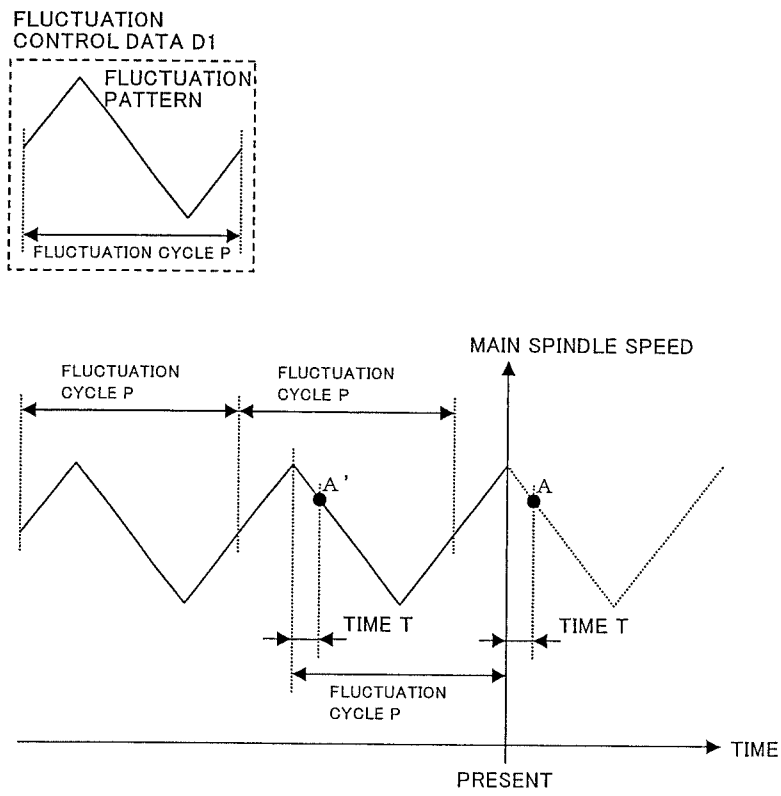 FLUCTUATION
CONTROL DATA D1
FLUCTUATION
PATTERN
FLUCTUATION CYCLE P
MAIN SPINDLE SPEED
FLUCTUATION
CYCLE P
FLUCTUATION
CYCLE P
A'
A
TIME T
TIME T
FLUCTUATION
CYCLE P
TIME
PRESENT